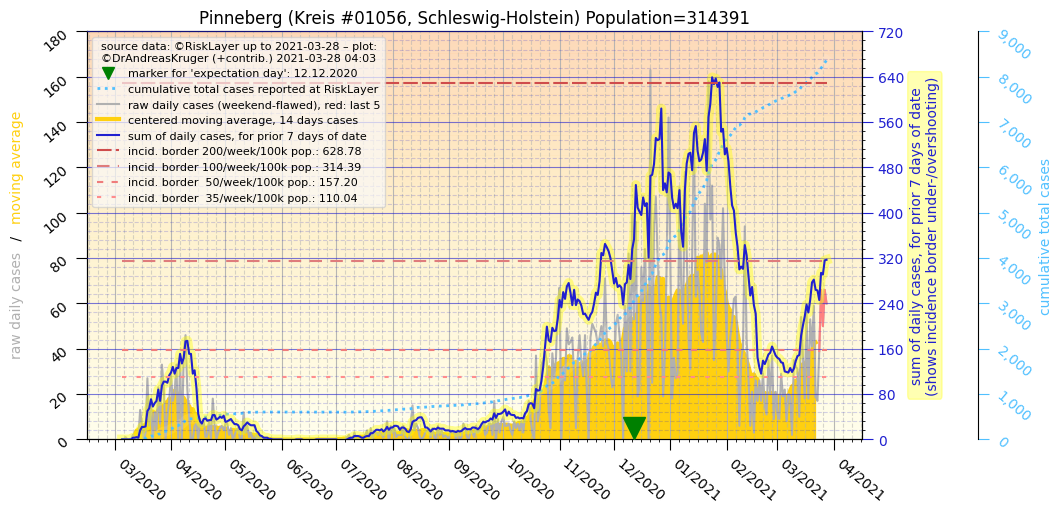 Pinneberg (Kreis #01056, Schleswig-Holstein) Population=314391
source data: ©RiskLayer up to 2021-03-28 – plot:
©DrAndreasKruger (+contrib.) 2021-03-28 04:03
marker for 'expectation day': 12.12.2020
cumulative total cases reported at RiskLayer
raw daily cases (weekend-flawed), red: last 5
centered moving average, 14 days cases
sum of daily cases, for prior 7 days of date
incid. border 200/week/100k pop.: 628.78
incid. border 100/week/100k pop.: 314.39
incid. border  50/week/100k pop.: 157.20
incid. border  35/week/100k pop.: 110.04
raw daily cases / moving average
180
160
140
120
100
80
60
40
20
0
03/2020
04/2020
05/2020
06/2020
07/2020
08/2020
09/2020
10/2020
11/2020
12/2020
01/2021
02/2021
03/2021
04/2021
720
640
560
480
400
320
240
160
80
0
sum of daily cases, for prior 7 days of date
(shows incidence border under-/overshooting)
9,000
8,000
7,000
6,000
5,000
4,000
3,000
2,000
1,000
0
cumulative total cases